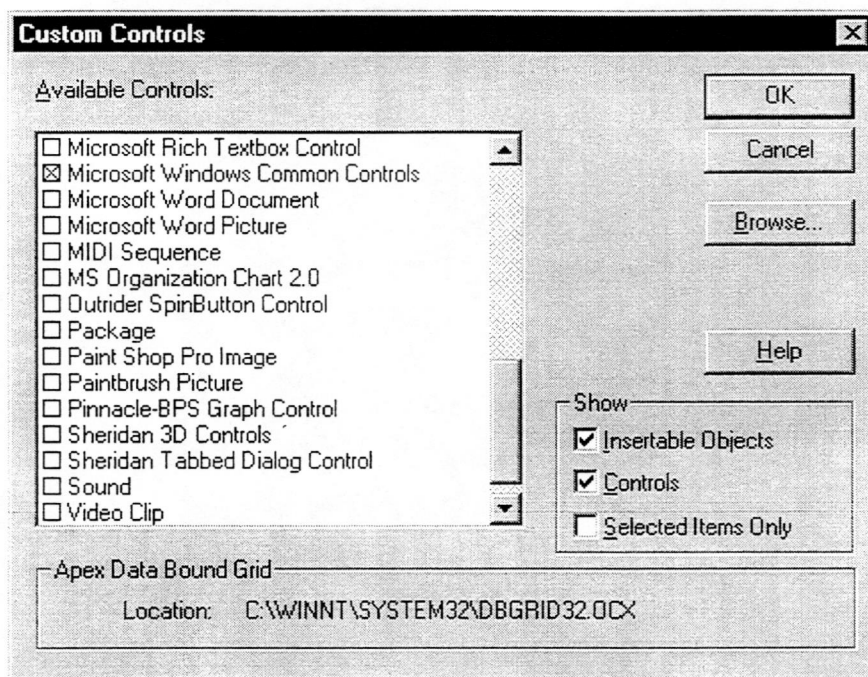 Custom Controls
Available Controls:
Microsoft Rich Textbox Control
Microsoft Windows Common Controls
Microsoft Word Document
Microsoft Word Picture
MIDI Sequence
MS Organization Chart 2.0
Outrider SpinButton Control
Package
Paint Shop Pro Image
Paintbrush Picture
Pinnacle-BPS Graph Control
Sheridan 3D Controls
Sheridan Tabbed Dialog Control
Sound
Video Clip
OK
Cancel
Browse...
Help
Show
Insertable Objects
Controls
Selected Items Only
Apex Data Bound Grid
Location: C:\WINNT\SYSTEM32\DBGRID32.OCX